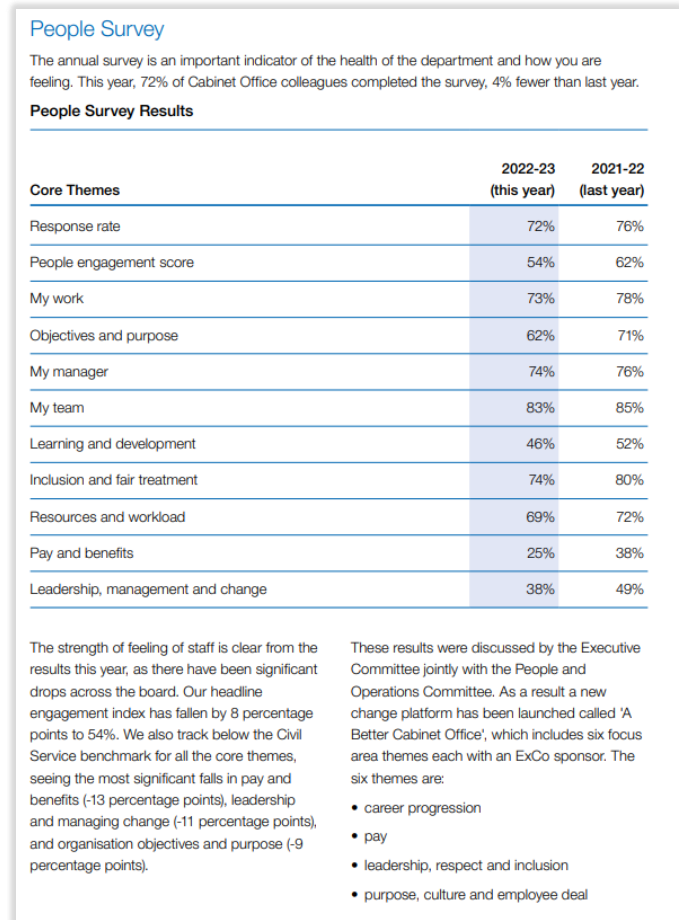 People Survey
The annual survey is an important indicator of the health of the department and how you are
feeling. This year, 72% of Cabinet Office colleagues completed the survey, 4% fewer than last year.
People Survey Results
Core Themes 2022-23 (this year) 2021-22 (last year)
Response rate 72% 76%
People engagement score 54% 62%
My work 73% 78%
Objectives and purpose 62% 71%
My manager 74% 76%
My team 83% 85%
Learning and development 46% 52%
Inclusion and fair treatment 74% 80%
Resources and workload 69% 72%
Pay and benefits 25% 38%
Leadership, management and change 38% 49%
The strength of feeling of staff is clear from the
results this year, as there have been significant
drops across the board. Our headline
engagement index has fallen by 8 percentage
points to 54%. We also track below the Civil
Service benchmark for all the core themes,
seeing the most significant falls in pay and
benefits (-13 percentage points), leadership
and managing change (-11 percentage points),
and organisation objectives and purpose (-9
percentage points).
These results were discussed by the Executive
Committee jointly with the People and
Operations Committee. As a result a new
change platform has been launched called 'A
Better Cabinet Office', which includes six focus
area themes each with an ExCo sponsor. The
six themes are:
• career progression
• pay
• leadership, respect and inclusion
• purpose, culture and employee deal